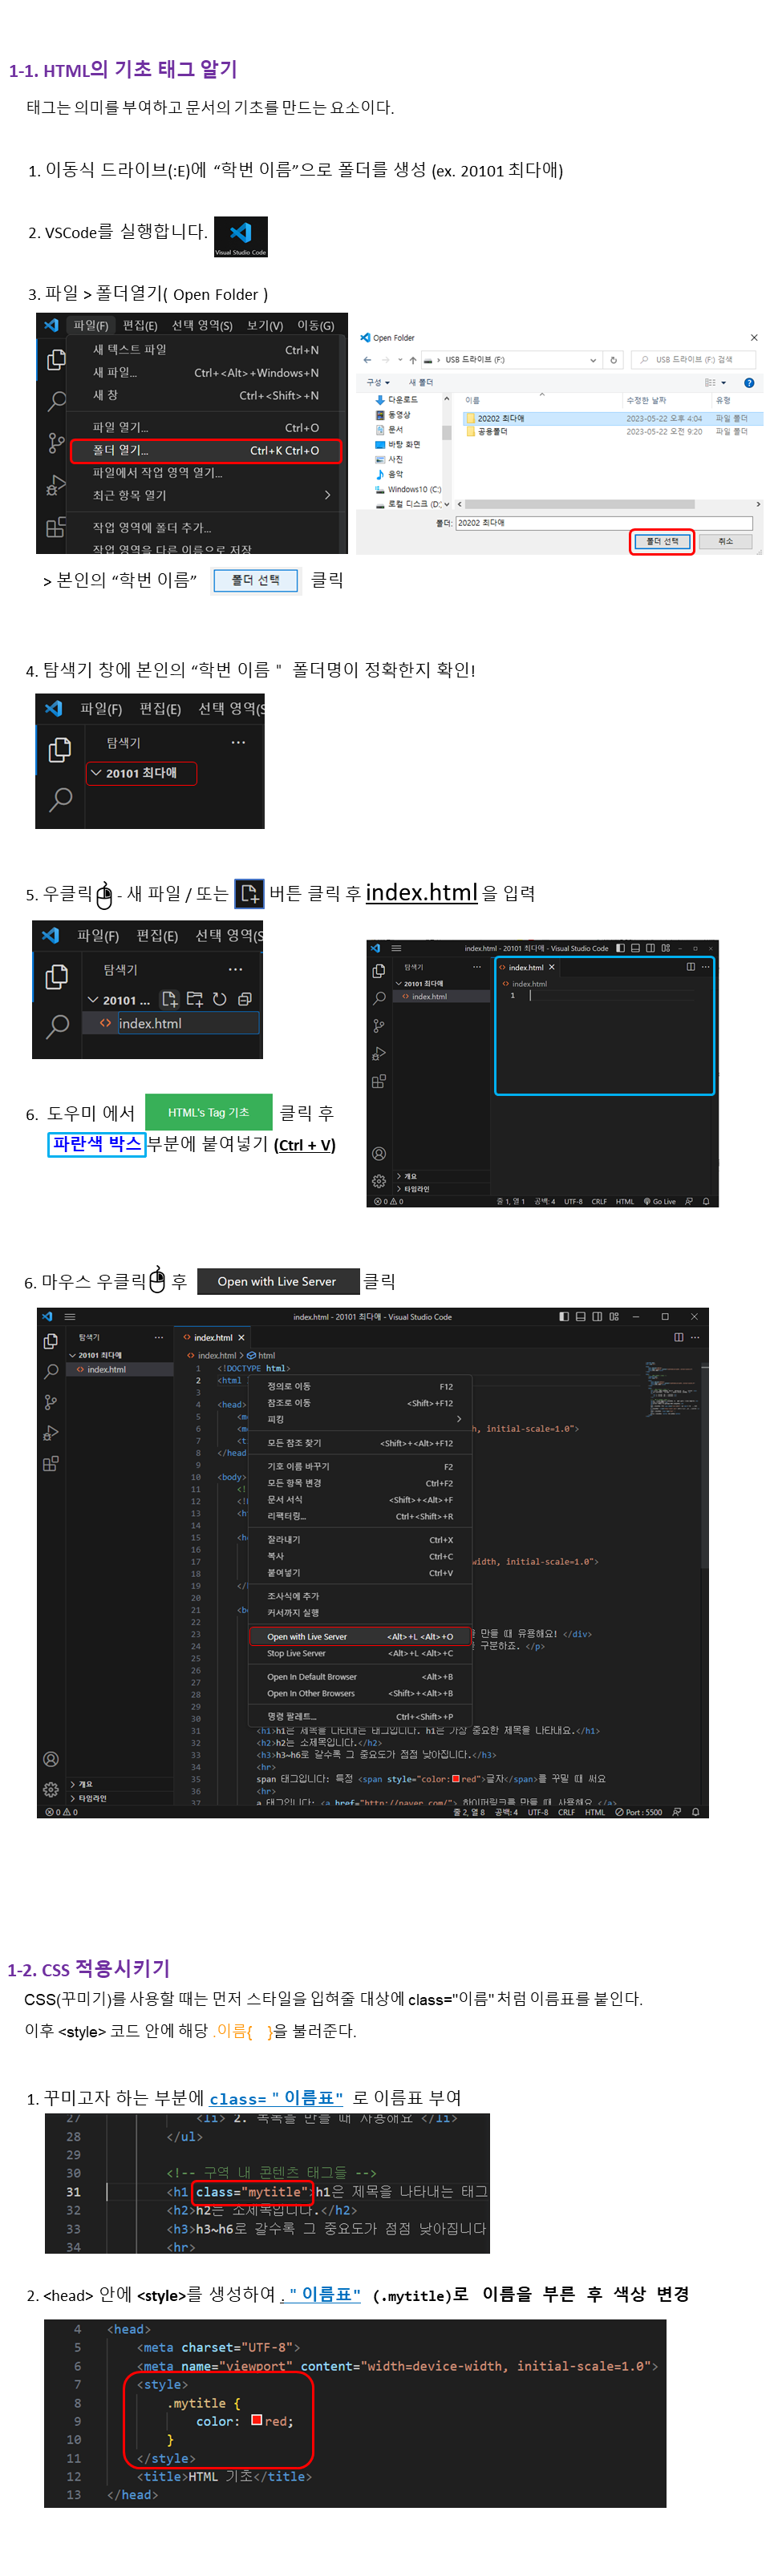 1-1. HTML의 기초 태그 알기
태그는 의미를 부여하고 문서의 기초를 만드는 요소이다.
1. 이동식 드라이브(:E)에 “학번 이름”으로 폴더를 생성 (ex. 20101 최다애)
2. VSCode를 실행합니다.
Visual Studio Code
3. 파일 > 폴더열기( Open Folder )
파일(F) 편집(E) 선택 영역(S) 보기(V) 이동(G)
새 텍스트 파일 Ctrl+N
새 파일... Ctrl+<Alt>+Windows+N
새 창 Ctrl+<Shift>+N
파일 열기... Ctrl+O
폴더 열기... Ctrl+K Ctrl+O
파일에서 작업 영역 열기...
최근 항목 열기
작업 영역에 폴더 추가...
작업 영역을 다른 이름으로 저장
Open Folder
USB 드라이브 (F:)
USB 드라이브 (F:) 검색
구성 새 폴더
이름 수정한 날짜 유형
다운로드
동영상
문서
바탕 화면
사진
음악
Windows10 (C:)
로컬 디스크 (D:)
20202 최다애 2023-05-22 오후 4:04 파일 폴더
공용폴더 2023-05-22 오전 9:20 파일 폴더
폴더: 20202 최다애
폴더 선택 취소
> 본인의 “학번 이름” 폴더 선택 클릭
4. 탐색기 창에 본인의 “학번 이름 " 폴더명이 정확한지 확인!
파일(F) 편집(E) 선택 영역(S
탐색기 ···
20101 최다애
5. 우클릭 - 새 파일 / 또는 버튼 클릭 후 index.html 을 입력
파일(F) 편집(E) 선택 영역(S
탐색기 ···
20101 ...
index.html
index.html - 20101 최다애 - Visual Studio Code
탐색기 ···
20101 최다애
index.html
index.html
index.html
1
개요
타임라인
0 0 줄 1, 열 1 공백: 4 UTF-8 CRLF HTML Go Live
6. 도우미 에서 HTML's Tag 기초 클릭 후
파란색 박스 부분에 붙여넣기 (Ctrl + V)
6. 마우스 우클릭 후 Open with Live Server 클릭
index.html - 20101 최다애 - Visual Studio Code
탐색기 ···
20101 최다애
index.html
index.html
index.html > html
1 <!DOCTYPE html>
2 <html
3
4 <head>
5 <m
6 <m h, initial-scale=1.0">
7 <t
8 </head
9
10 <body>
11 <!
12 <!
13 <h
14
15 <h
16
17 width, initial-scale=1.0">
18
19 </
20
21 <b
22
23 을 만들 때 유용해요! </div>
24 을 구분하죠. </p>
25
26
27
28
29
30
정의로 이동 F12
참조로 이동 <Shift>+F12
피킹
모든 참조 찾기 <Shift>+<Alt>+F12
기호 이름 바꾸기 F2
모든 항목 변경 Ctrl+F2
문서 서식 <Shift>+<Alt>+F
리팩터링... Ctrl+<Shift>+R
잘라내기 Ctrl+X
복사 Ctrl+C
붙여넣기 Ctrl+V
조사식에 추가
커서까지 실행
Open with Live Server <Alt>+L <Alt>+O
Stop Live Server <Alt>+L <Alt>+C
Open In Default Browser <Alt>+B
Open In Other Browsers <Shift>+<Alt>+B
명령 팔레트... Ctrl+<Shift>+P
31 <h1>h1은 제목을 나타내는 태그입니다. h1은 가장 중요한 제목을 나타내요.</h1>
32 <h2>h2는 소제목입니다.</h2>
33 <h3>h3~h6로 갈수록 그 중요도가 점점 낮아집니다.</h3>
34 <hr>
35 span 태그입니다: 특정 <span style="color: red">글자</span>를 꾸밀 때 써요
36 <hr>
37 a 태그입니다: <a href="http://naver.com/"> 하이퍼링크를 만들 때 사용해요 </a>
개요
타임라인
0 0 줄 2, 열 8 공백: 4 UTF-8 CRLF HTML Port : 5500
1-2. CSS 적용시키기
CSS(꾸미기)를 사용할 때는 먼저 스타일을 입혀줄 대상에 class="이름" 처럼 이름표를 붙인다.
이후 <style> 코드 안에 해당 .이름{ }을 불러준다.
1. 꾸미고자 하는 부분에 class= " 이름표" 로 이름표 부여
27 <li> 2. 목록을 만들 때 사용해요 </li>
28 </ul>
29
30 <!-- 구역 내 콘텐츠 태그들 -->
31 <h1 class="mytitle">h1은 제목을 나타내는 태그
32 <h2>h2는 소제목입니다.</h2>
33 <h3>h3~h6로 갈수록 그 중요도가 점점 낮아집니다
34 <hr>
2. <head> 안에 <style>를 생성하여 . " 이름표" (.mytitle)로 이름을 부른 후 색상 변경
4 <head>
5 <meta charset="UTF-8">
6 <meta name="viewport" content="width=device-width, initial-scale=1.0">
7 <style>
8 .mytitle {
9 color: red;
10 }
11 </style>
12 <title>HTML 기초</title>
13 </head>